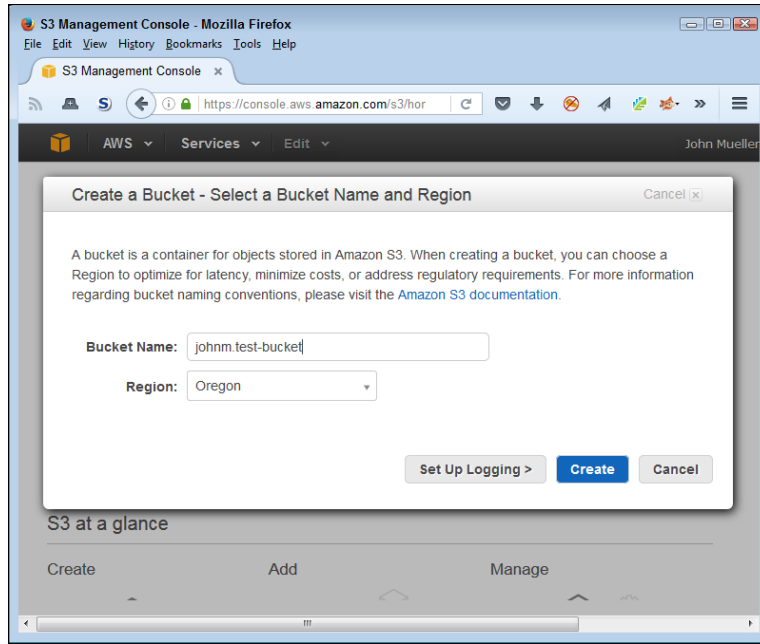 S3 Management Console - Mozilla Firefox
File Edit View History Bookmarks Tools Help
S3 Management Console ×
https://console.aws.amazon.com/s3/hor
AWS Services Edit John Mueller
Create a Bucket - Select a Bucket Name and Region Cancel
A bucket is a container for objects stored in Amazon S3. When creating a bucket, you can choose a
Region to optimize for latency, minimize costs, or address regulatory requirements. For more information
regarding bucket naming conventions, please visit the Amazon S3 documentation.
Bucket Name: johnm.test-bucket
Region: Oregon
Set Up Logging > Create Cancel
S3 at a glance
Create Add Manage